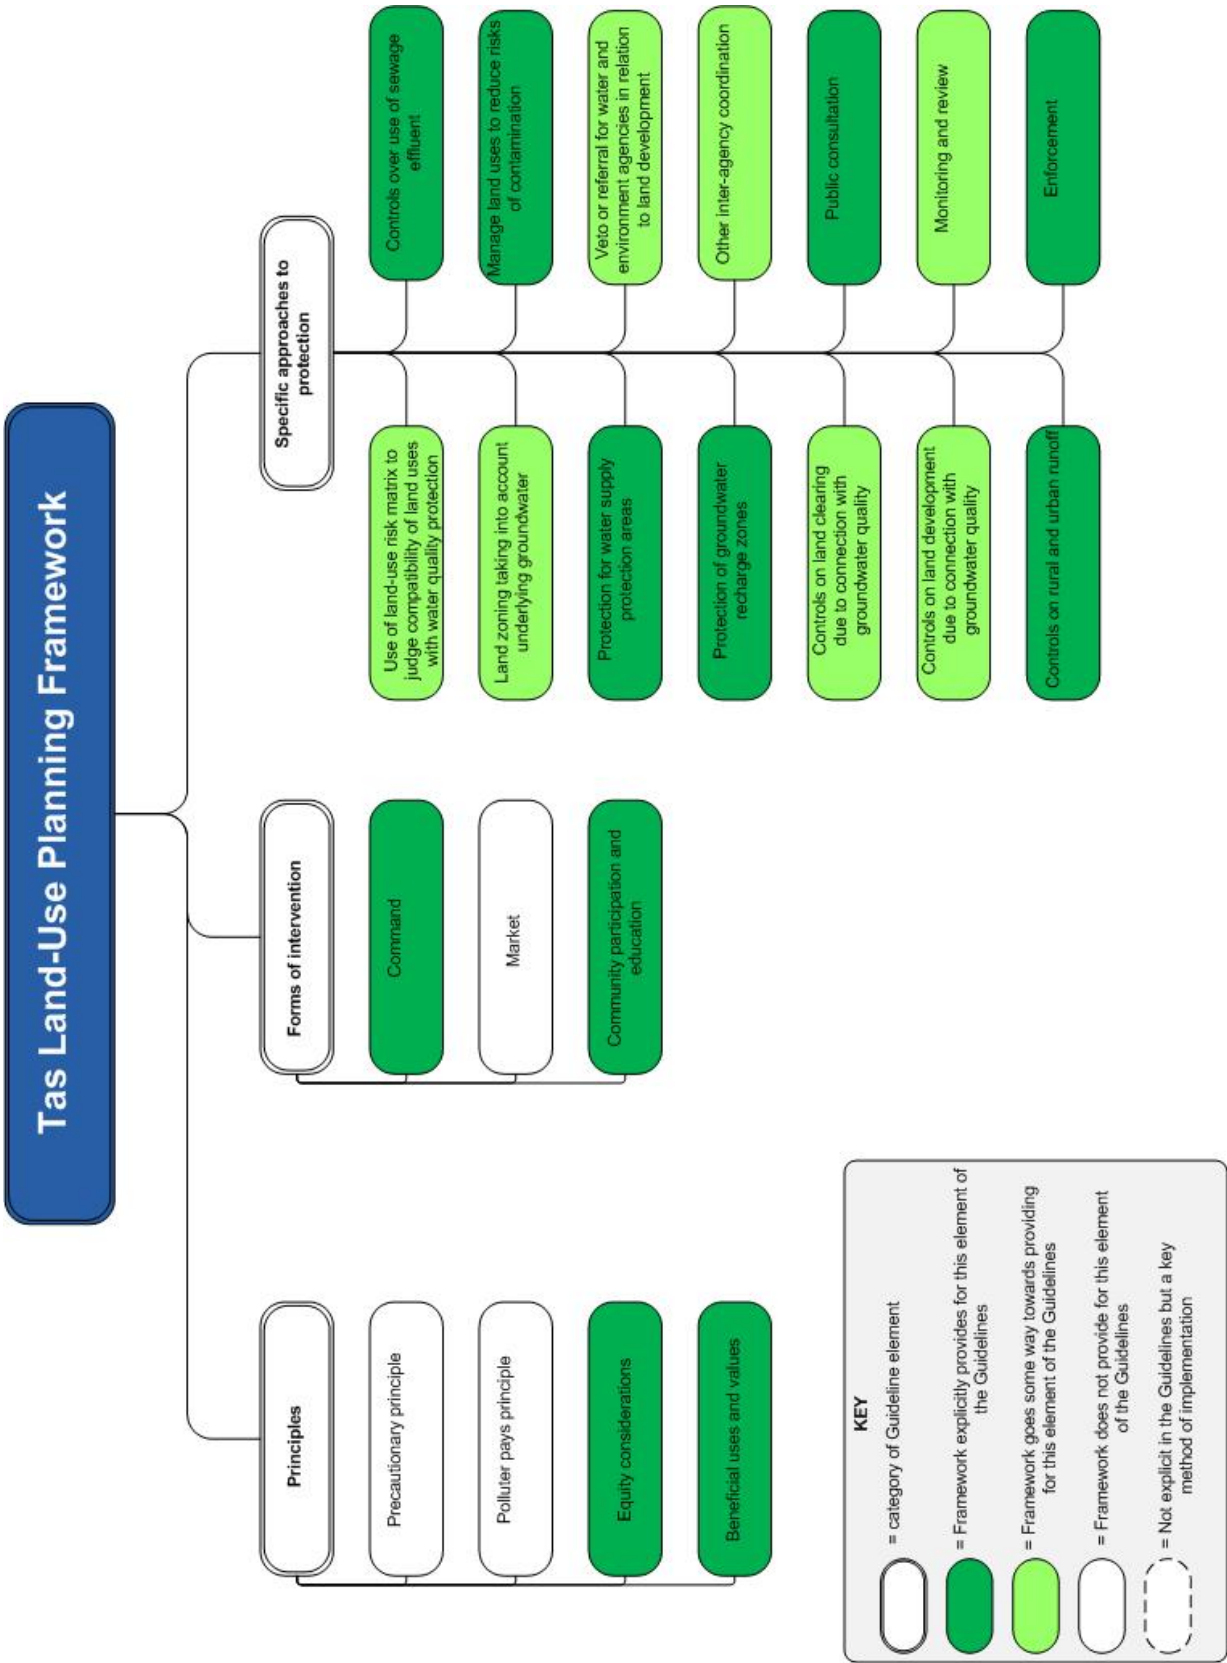 Tas Land-Use Planning Framework
Principles
Precautionary principle
Polluter pays principle
Equity considerations
Beneficial uses and values
Forms of intervention
Command
Market
Community participation and
education
Specific approaches to
protection
Use of land-use risk matrix to
judge compatibility of land uses
with water quality protection
Land zoning taking into account
underlying groundwater
Protection for water supply
protection areas
Protection of groundwater
recharge zones
Controls on land clearing
due to connection with
groundwater quality
Controls on land development
due to connection with
groundwater quality
Controls on rural and urban runoff
Controls over use of sewage
effluent
Manage land uses to reduce risks
of contamination
Veto or referral for water and
environment agencies in relation
to land development
Other inter-agency coordination
Public consultation
Monitoring and review
Enforcement
KEY
= category of Guideline element
= Framework explicitly provides for this element of
the Guidelines
= Framework goes some way towards providing
for this element of the Guidelines
= Framework does not provide for this element
of the Guidelines
= Not explicit in the Guidelines but a key
method of implementation